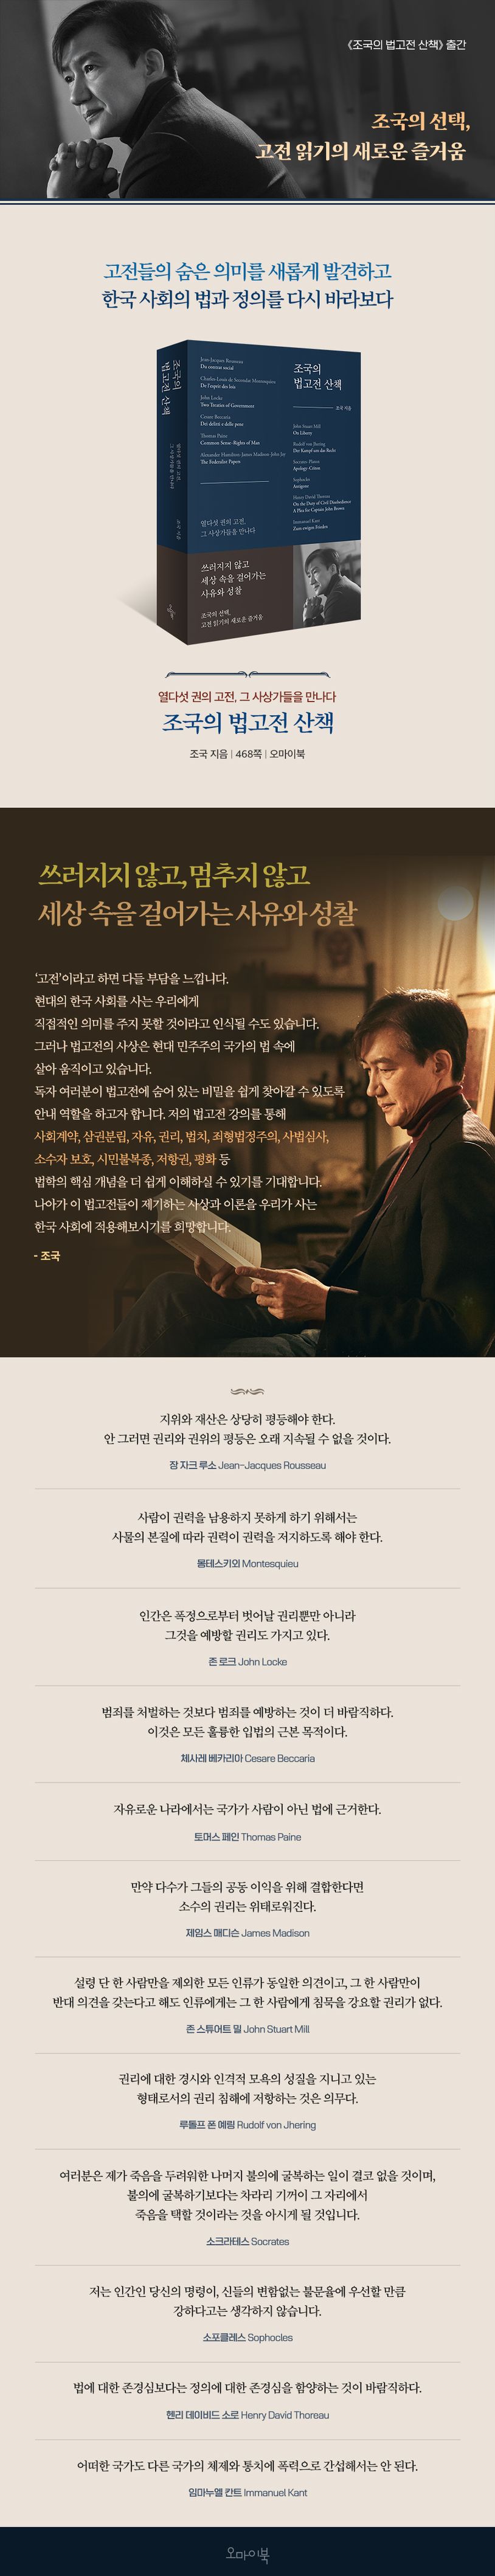 《조국의 법고전 산책》 출간
조국의 선택,
고전 읽기의 새로운 즐거움
고전들의 숨은 의미를 새롭게 발견하고
한국 사회의 법과 정의를 다시 바라보다
조국의
법고전 산책
열다섯 권의 고전,
그 사상가들을 만나다
조국 지음
Jean-Jacques Rousseau
Du contrat social
Charles-Louis de Secondat Montesquieu
De l'esprit des lois
John Locke
Two Treatises of Government
Cesare Beccaria
Dei delitti e delle pene
Thomas Paine
Common Sense·Rights of Man
Alexander Hamilton·James Madison·John Jay
The Federalist Papers
열다섯 권의 고전,
그 사상가들을 만나다
조국의
법고전 산책
조국 지음
John Stuart Mill
On Liberty
Rudolf von Jhering
Der Kampf um das Recht
Socrates·Platon
Apology·Criton
Sophocles
Antigone
Henry David Thoreau
On the Duty of Civil Disobedience
A Plea for Captain John Brown
Immanuel Kant
Zum ewigen Frieden
쓰러지지 않고
세상 속을 걸어가는
사유와 성찰
조국의 선택,
고전 읽기의 새로운 즐거움
열다섯 권의 고전, 그 사상가들을 만나다
조국의 법고전 산책
조국 지음 | 468쪽 | 오마이북
쓰러지지 않고, 멈추지 않고
세상 속을 걸어가는 사유와 성찰
‘고전’이라고 하면 다들 부담을 느낍니다.
현대의 한국 사회를 사는 우리에게
직접적인 의미를 주지 못할 것이라고 인식될 수도 있습니다.
그러나 법고전의 사상은 현대 민주주의 국가의 법 속에
살아 움직이고 있습니다.
독자 여러분이 법고전에 숨어 있는 비밀을 쉽게 찾아갈 수 있도록
안내 역할을 하고자 합니다. 저의 법고전 강의를 통해
사회계약, 삼권분립, 자유, 권리, 법치, 죄형법정주의, 사법심사,
소수자 보호, 시민불복종, 저항권, 평화 등
법학의 핵심 개념을 더 쉽게 이해하실 수 있기를 기대합니다.
나아가 이 법고전들이 제기하는 사상과 이론을 우리가 사는
한국 사회에 적용해보시기를 희망합니다.
- 조국
지위와 재산은 상당히 평등해야 한다.
안 그러면 권리와 권위의 평등은 오래 지속될 수 없을 것이다.
장 자크 루소 Jean-Jacques Rousseau
사람이 권력을 남용하지 못하게 하기 위해서는
사물의 본질에 따라 권력이 권력을 저지하도록 해야 한다.
몽테스키외 Montesquieu
인간은 폭정으로부터 벗어날 권리뿐만 아니라
그것을 예방할 권리도 가지고 있다.
존 로크 John Locke
범죄를 처벌하는 것보다 범죄를 예방하는 것이 더 바람직하다.
이것은 모든 훌륭한 입법의 근본 목적이다.
체사레 베카리아 Cesare Beccaria
자유로운 나라에서는 국가가 사람이 아닌 법에 근거한다.
토머스 페인 Thomas Paine
만약 다수가 그들의 공동 이익을 위해 결합한다면
소수의 권리는 위태로워진다.
제임스 매디슨 James Madison
설령 단 한 사람만을 제외한 모든 인류가 동일한 의견이고, 그 한 사람만이
반대 의견을 갖는다고 해도 인류에게는 그 한 사람에게 침묵을 강요할 권리가 없다.
존 스튜어트 밀 John Stuart Mill
권리에 대한 경시와 인격적 모욕의 성질을 지니고 있는
형태로서의 권리 침해에 저항하는 것은 의무다.
루돌프 폰 예링 Rudolf von Jhering
여러분은 제가 죽음을 두려워한 나머지 불의에 굴복하는 일이 결코 없을 것이며,
불의에 굴복하기보다는 차라리 기꺼이 그 자리에서
죽음을 택할 것이라는 것을 아시게 될 것입니다.
소크라테스 Socrates
저는 인간인 당신의 명령이, 신들의 변함없는 불문율에 우선할 만큼
강하다고는 생각하지 않습니다.
소포클레스 Sophocles
법에 대한 존경심보다는 정의에 대한 존경심을 함양하는 것이 바람직하다.
헨리 데이비드 소로 Henry David Thoreau
어떠한 국가도 다른 국가의 체제와 통치에 폭력으로 간섭해서는 안 된다.
임마누엘 칸트 Immanuel Kant
오마이북